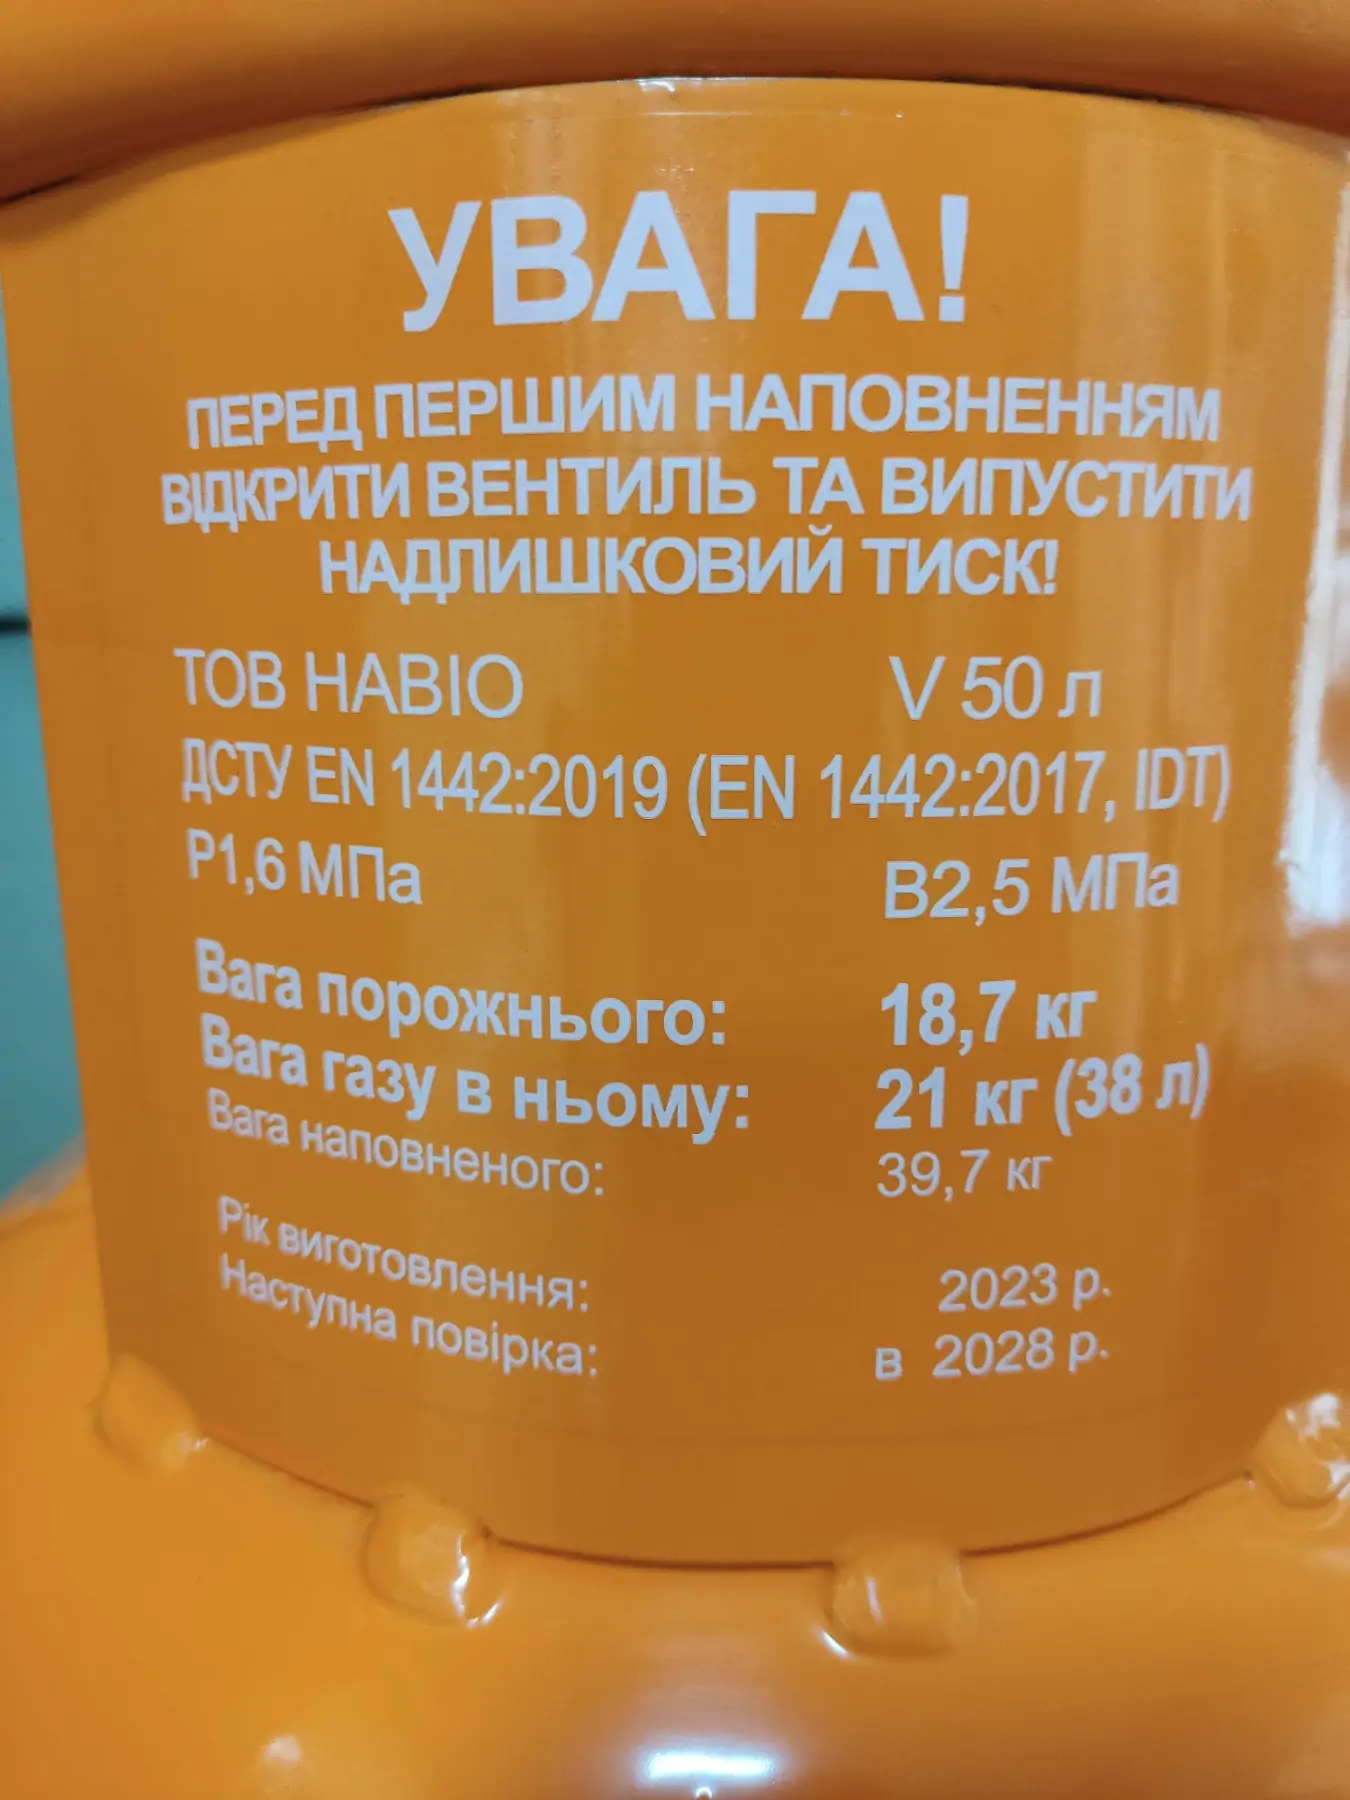 УВАГА!
ПЕРЕД ПЕРШИМ НАПОВНЕННЯМ
ВІДКРИТИ ВЕНТИЛЬ ТА ВИПУСТИТИ
НАДЛИШКОВИЙ ТИСК!
ТОВ НАВІО V 50 л
ДСТУ EN 1442:2019 (EN 1442:2017, IDT)
Р1,6 МПа В2,5 МПа
Вага порожнього: 18,7 кг
Вага газу в ньому: 21 кг (38 л)
Вага наповненого: 39,7 кг
Рік виготовлення: 2023 р.
Наступна повірка: в 2028 р.